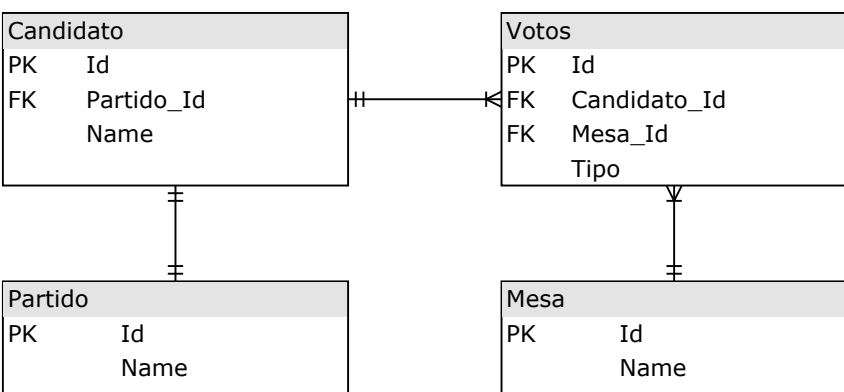 Candidato
PK Id
FK Partido_Id
Name
Votos
PK Id
FK Candidato_Id
FK Mesa_Id
Tipo
Partido
PK Id
Name
Mesa
PK Id
Name